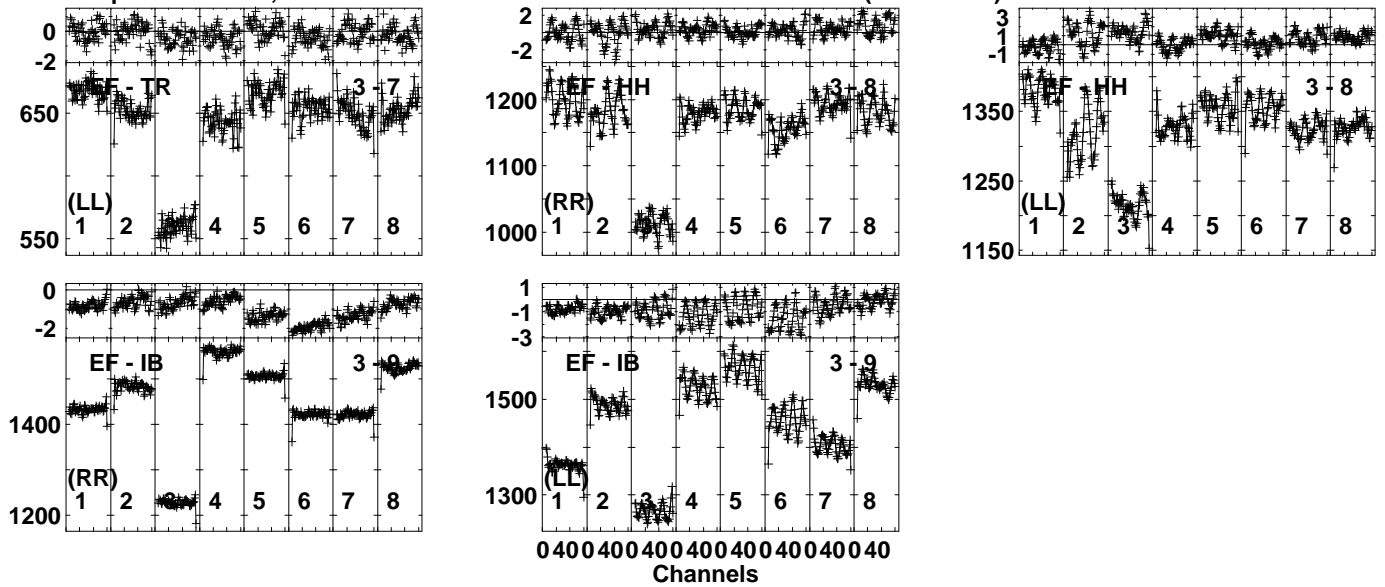 0
-2
650
550
EF - TR
3 - 7
(LL)
1 2 3 4 5 6 7 8
2
-2
1200
1100
1000
EF - HH
3 - 8
(RR)
1 2 3 4 5 6 7 8
3
1
-1
1350
1250
1150
EF - HH
3 - 8
(LL)
1 2 3 4 5 6 7 8
0
-2
1400
1200
EF - IB
3 - 9
(RR)
1 2 3 4 5 6 7 8
1
-1
-3
1500
1300
EF - IB
3 - 9
(LL)
1 2 3 4 5 6 7 8
0 40 0 40 0 40 0 40 0 40 0 40 0 40 0 40
Channels